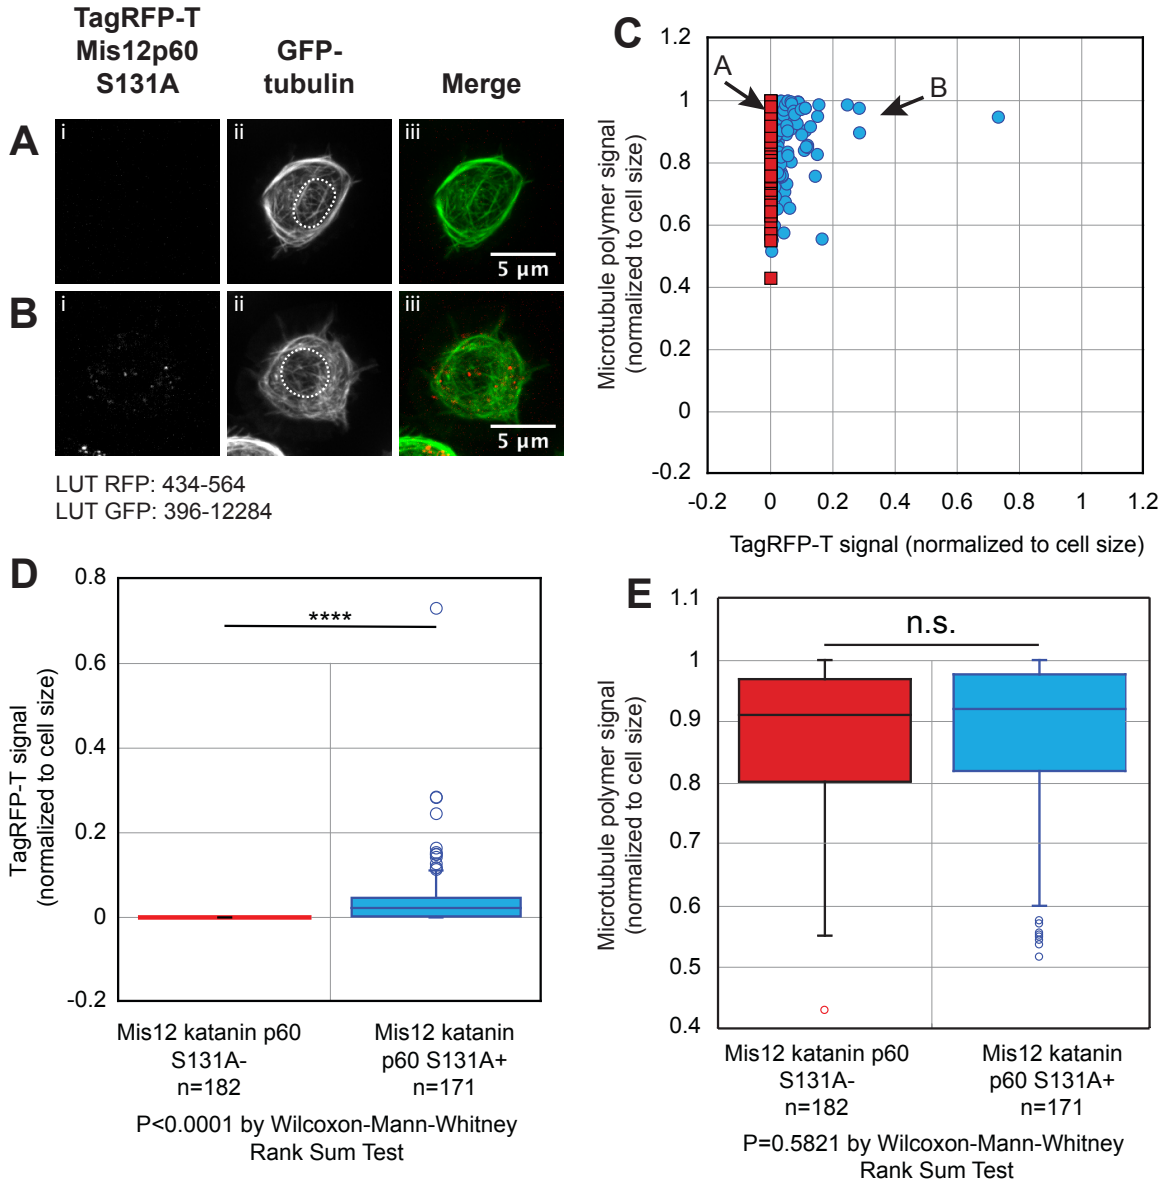 TagRFP-T
Mis12p60
S131A
GFP-
tubulin
Merge
A
i
ii
iii
5 µm
B
i
ii
iii
5 µm
LUT RFP: 434-564
LUT GFP: 396-12284
C
Microtubule polymer signal
(normalized to cell size)
1.2
1
0.8
0.6
0.4
0.2
0
-0.2
A
B
-0.2
0
0.2
0.4
0.6
0.8
1
1.2
TagRFP-T signal (normalized to cell size)
D
TagRFP-T signal
(normalized to cell size)
0.8
0.6
0.4
0.2
0
-0.2
****
Mis12 katanin p60
S131A-
n=182
Mis12 katanin
p60 S131A+
n=171
P<0.0001 by Wilcoxon-Mann-Whitney
Rank Sum Test
E
Microtubule polymer signal
(normalized to cell size)
1.1
1
0.9
0.8
0.7
0.6
0.5
0.4
n.s.
Mis12 katanin p60
S131A-
n=182
Mis12 katanin
p60 S131A+
n=171
P=0.5821 by Wilcoxon-Mann-Whitney
Rank Sum Test